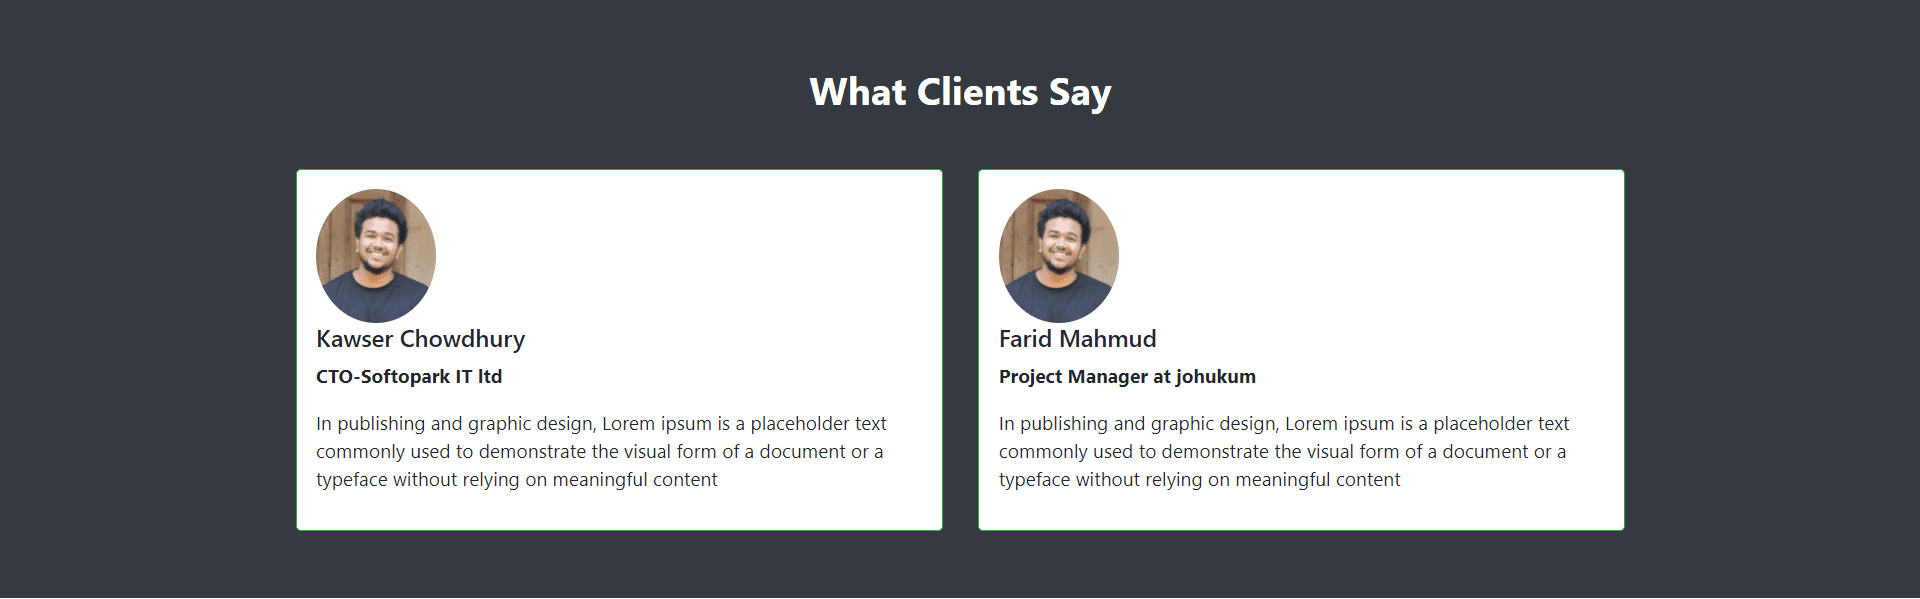 What Clients Say
Kawser Chowdhury
CTO-Softopark IT ltd
In publishing and graphic design, Lorem ipsum is a placeholder text
commonly used to demonstrate the visual form of a document or a
typeface without relying on meaningful content
Farid Mahmud
Project Manager at johukum
In publishing and graphic design, Lorem ipsum is a placeholder text
commonly used to demonstrate the visual form of a document or a
typeface without relying on meaningful content